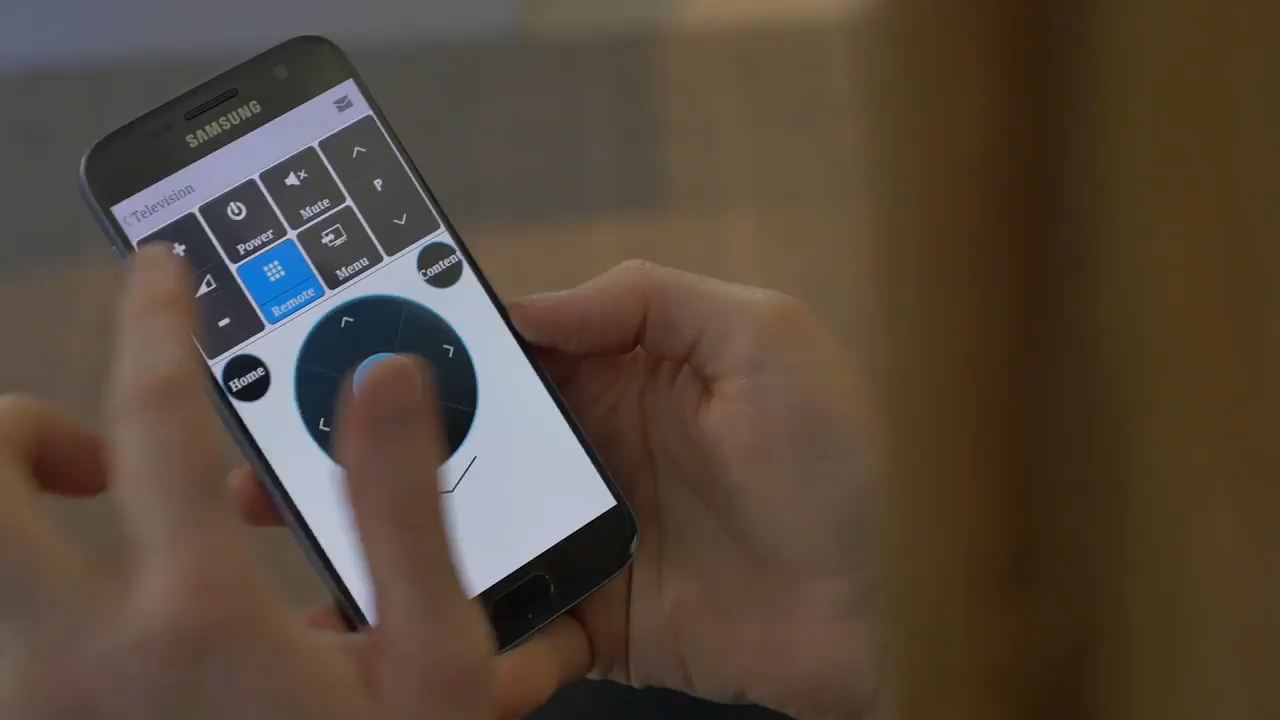 SAMSUNG
Television
+
Power
Mute
P
-
Remote
Menu
Home
Content